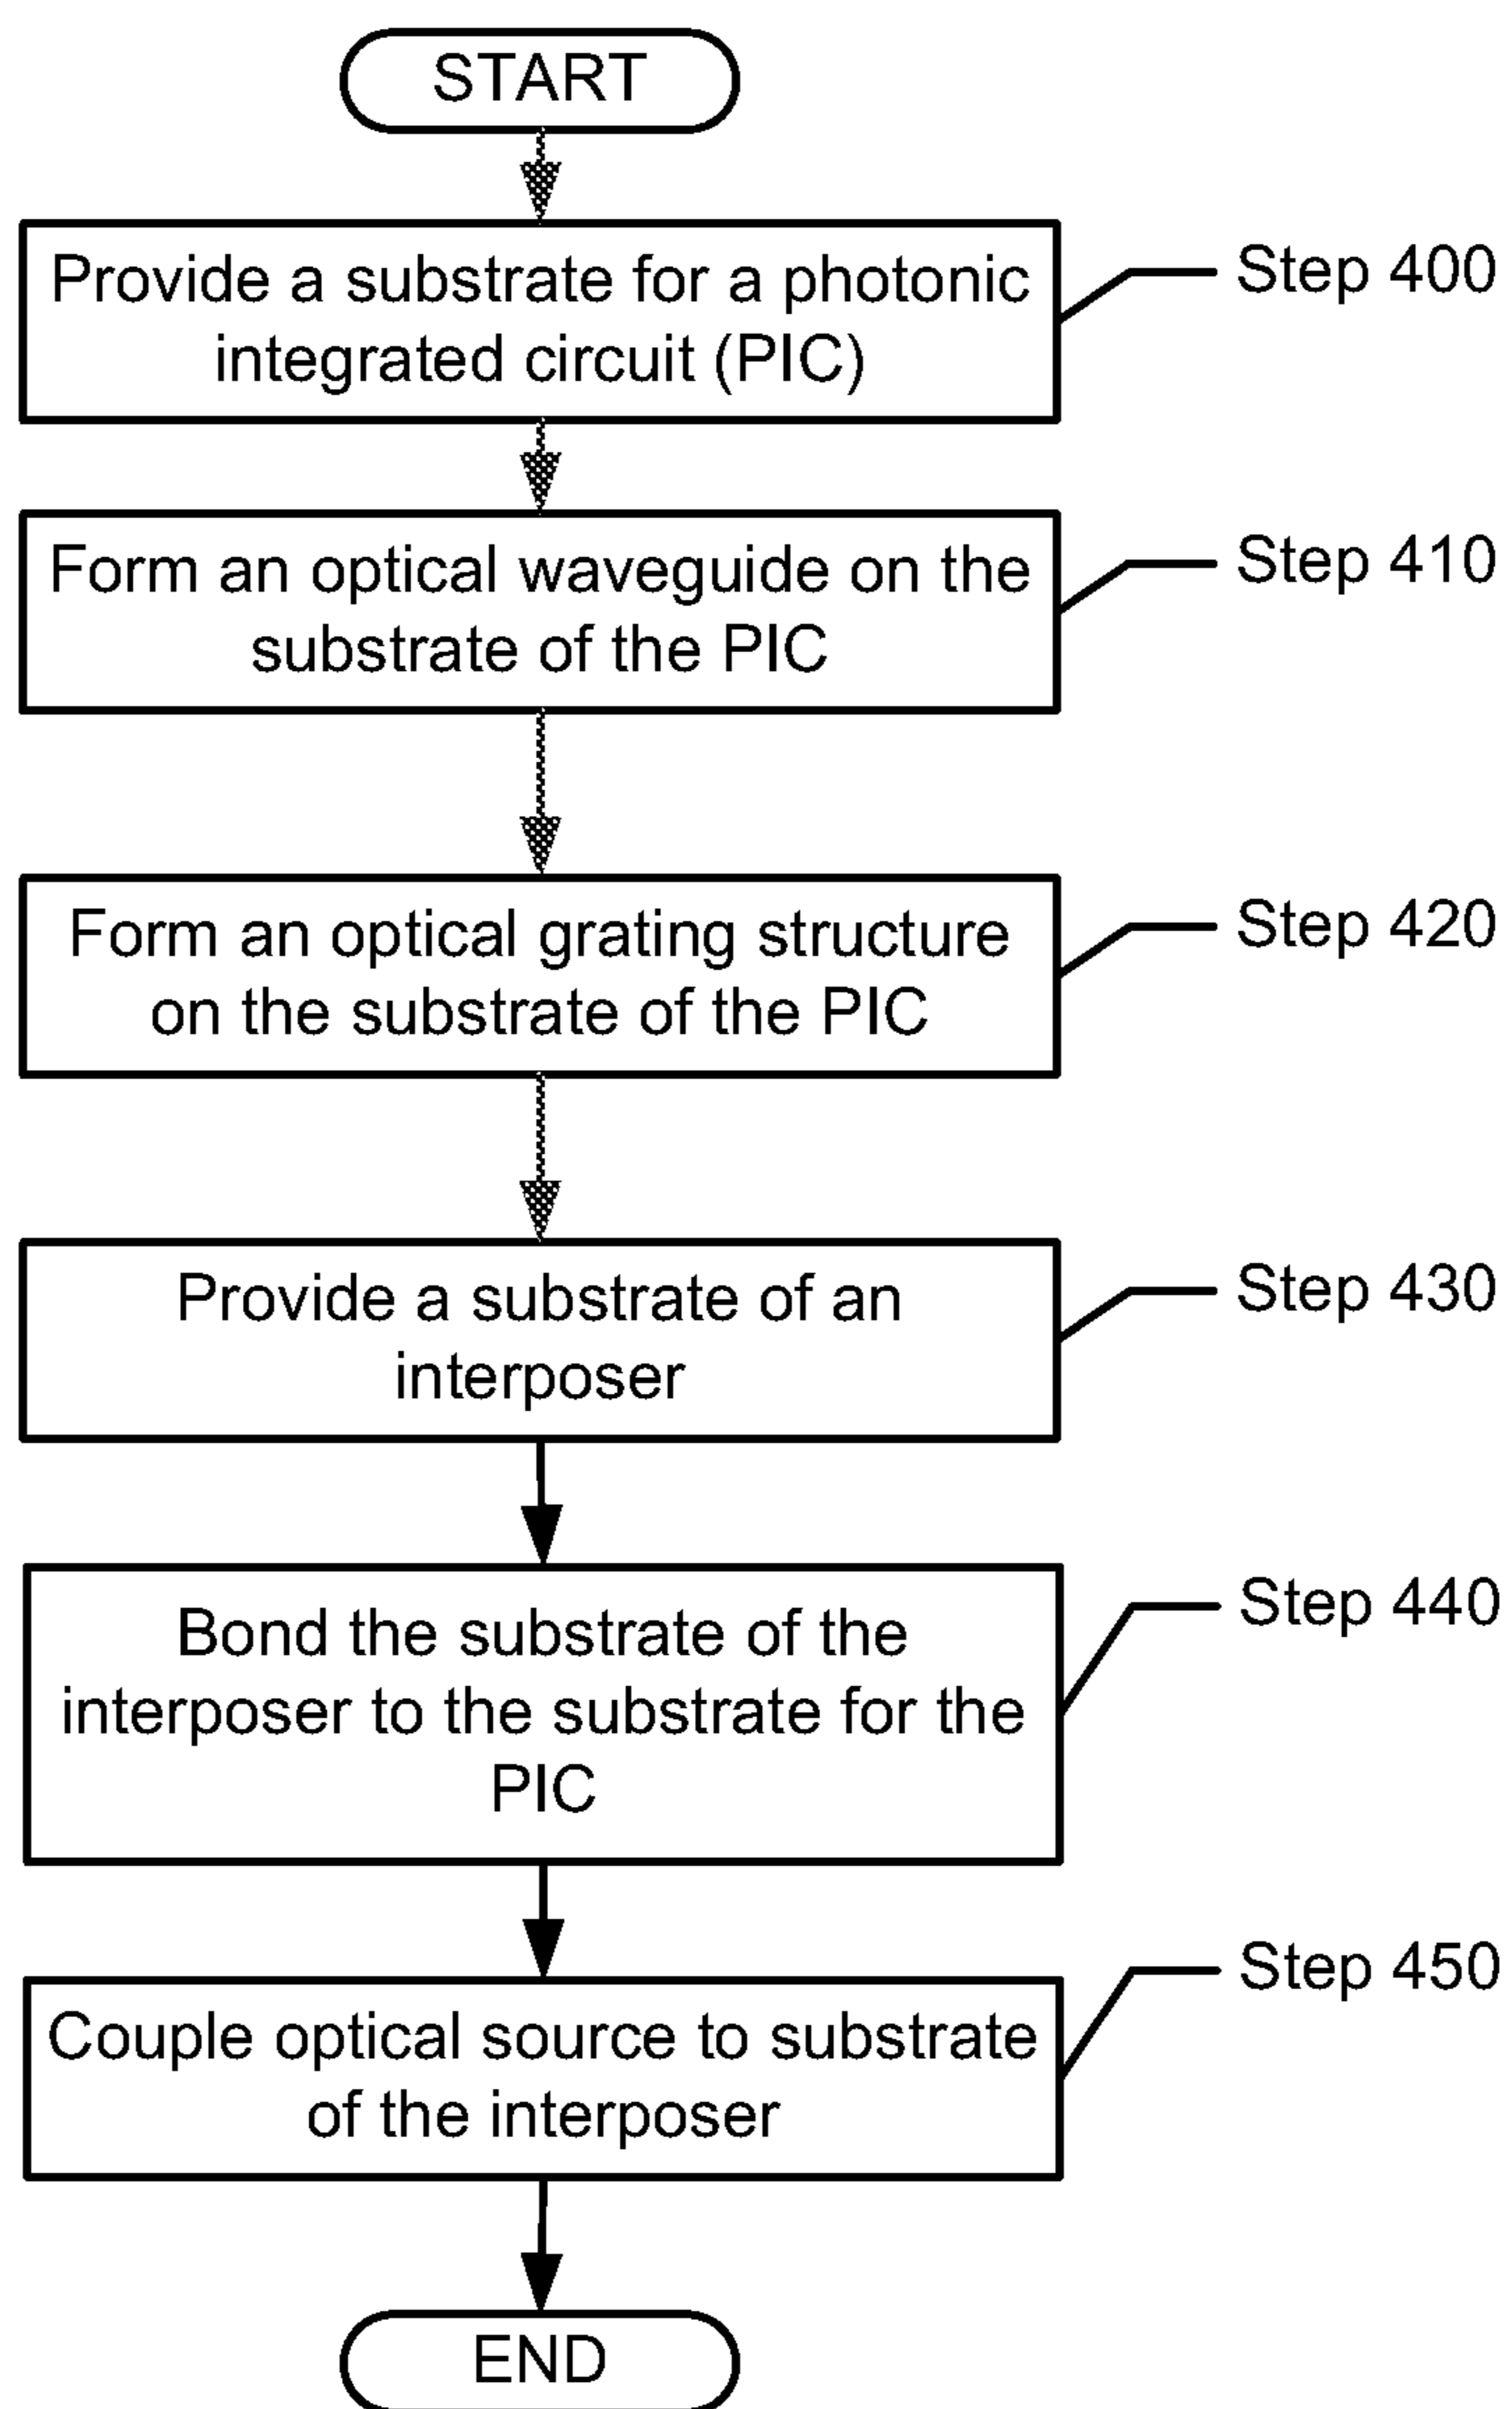 START
Provide a substrate for a photonic
integrated circuit (PIC)
Step 400
Form an optical waveguide on the
substrate of the PIC
Step 410
Form an optical grating structure
on the substrate of the PIC
Step 420
Provide a substrate of an
interposer
Step 430
Bond the substrate of the
interposer to the substrate for the
PIC
Step 440
Couple optical source to substrate
of the interposer
Step 450
END